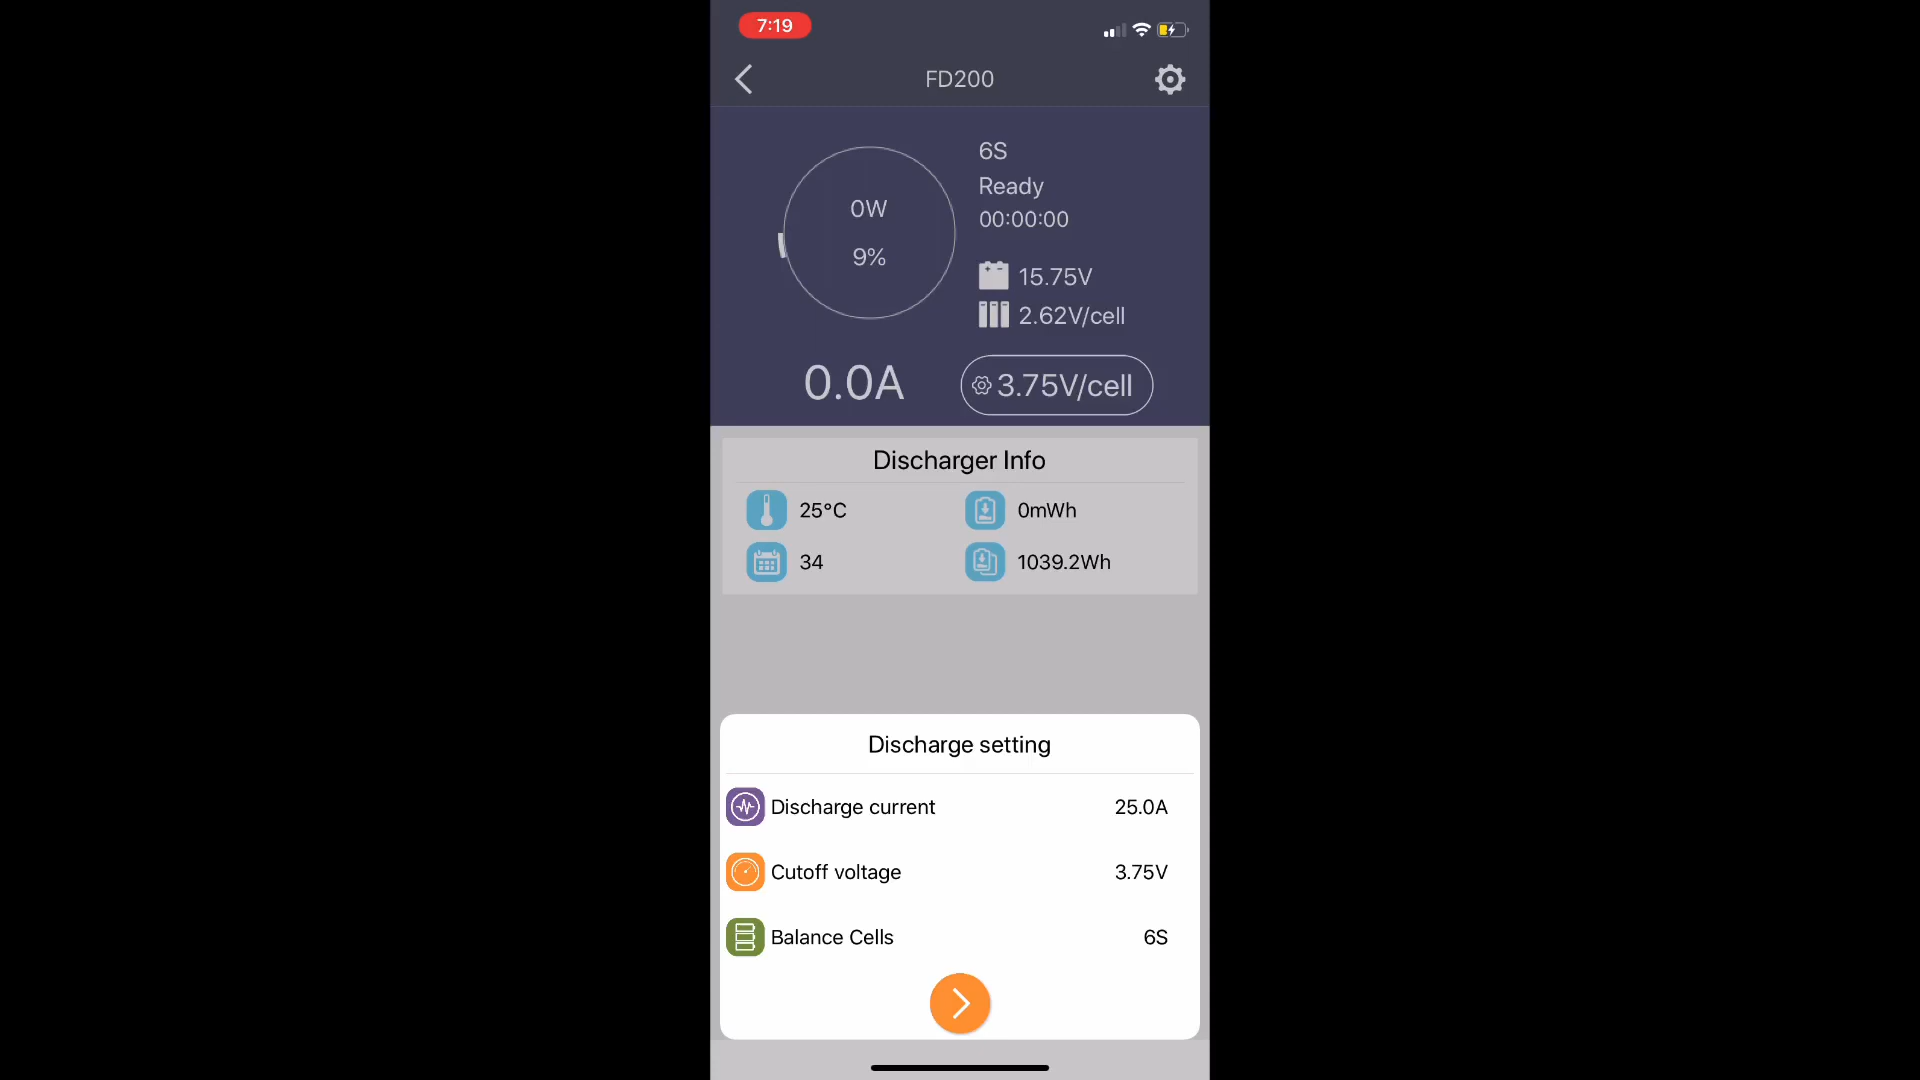 7:19
FD200
0W
9%
6S
Ready
00:00:00
15.75V
2.62V/cell
0.0A
3.75V/cell
Discharger Info
25°C
0mWh
34
1039.2Wh
Discharge setting
Discharge current 25.0A
Cutoff voltage 3.75V
Balance Cells 6S